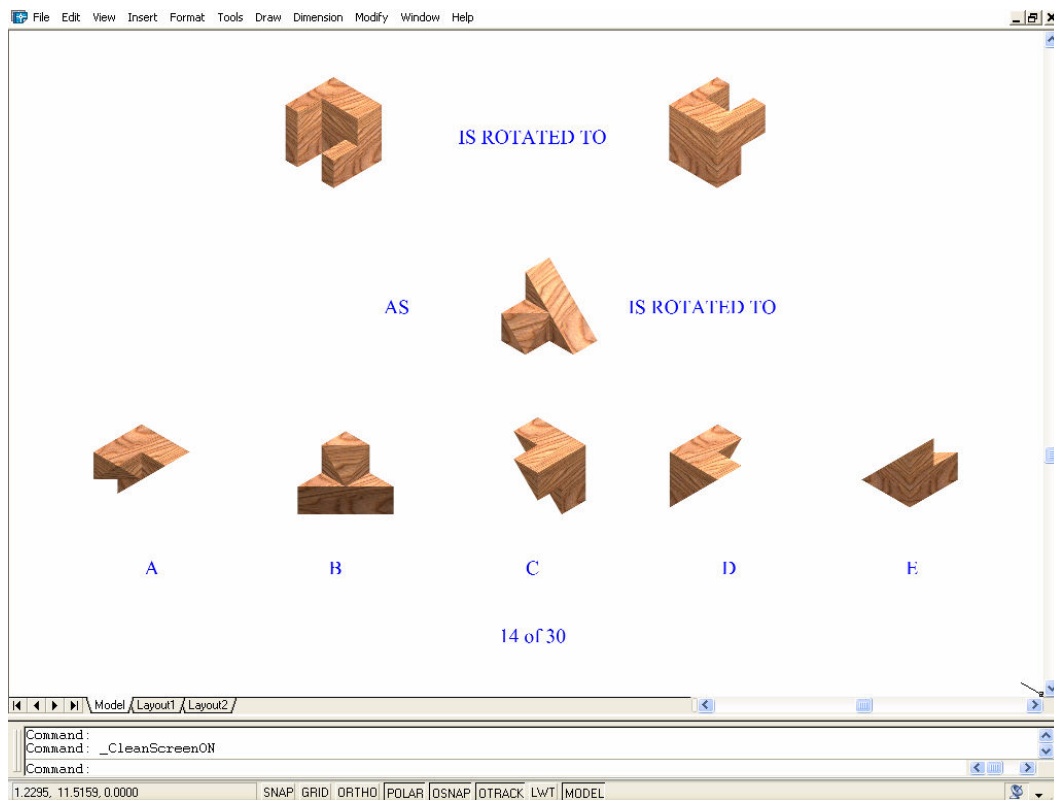 File Edit View Insert Format Tools Draw Dimension Modify Window Help
IS ROTATED TO
AS IS ROTATED TO
A B C D E
14 of 30
Model Layout1 Layout2
Command:
Command: _CleanScreenON
Command:
1.2295, 11.5159, 0.0000 SNAP GRID ORTHO POLAR OSNAP OTRACK LWT MODEL